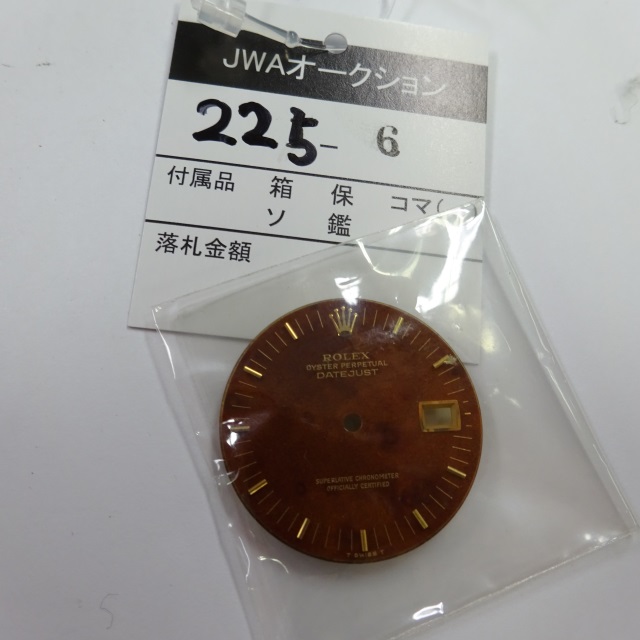 JWAオークション
225-6
付属品 箱 保 コマ( )
ソ 鑑
落札金額
ROLEX
OYSTER PERPETUAL
DATEJUST
SUPERLATIVE CHRONOMETER
OFFICIALLY CERTIFIED
T SWISS T